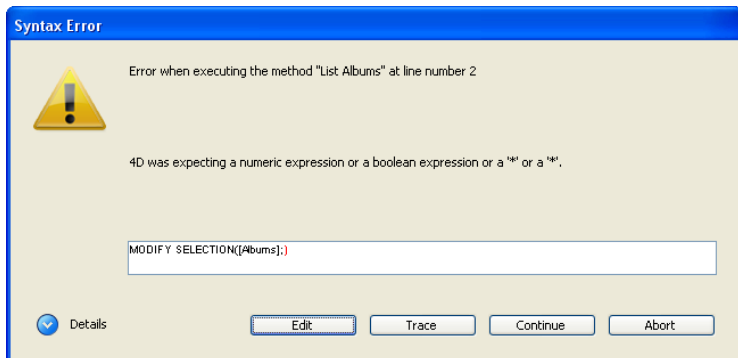 Syntax Error
Error when executing the method "List Albums" at line number 2
4D was expecting a numeric expression or a boolean expression or a '*' or a '*'.
MODIFY SELECTION([Albums];)
Details
Edit
Trace
Continue
Abort